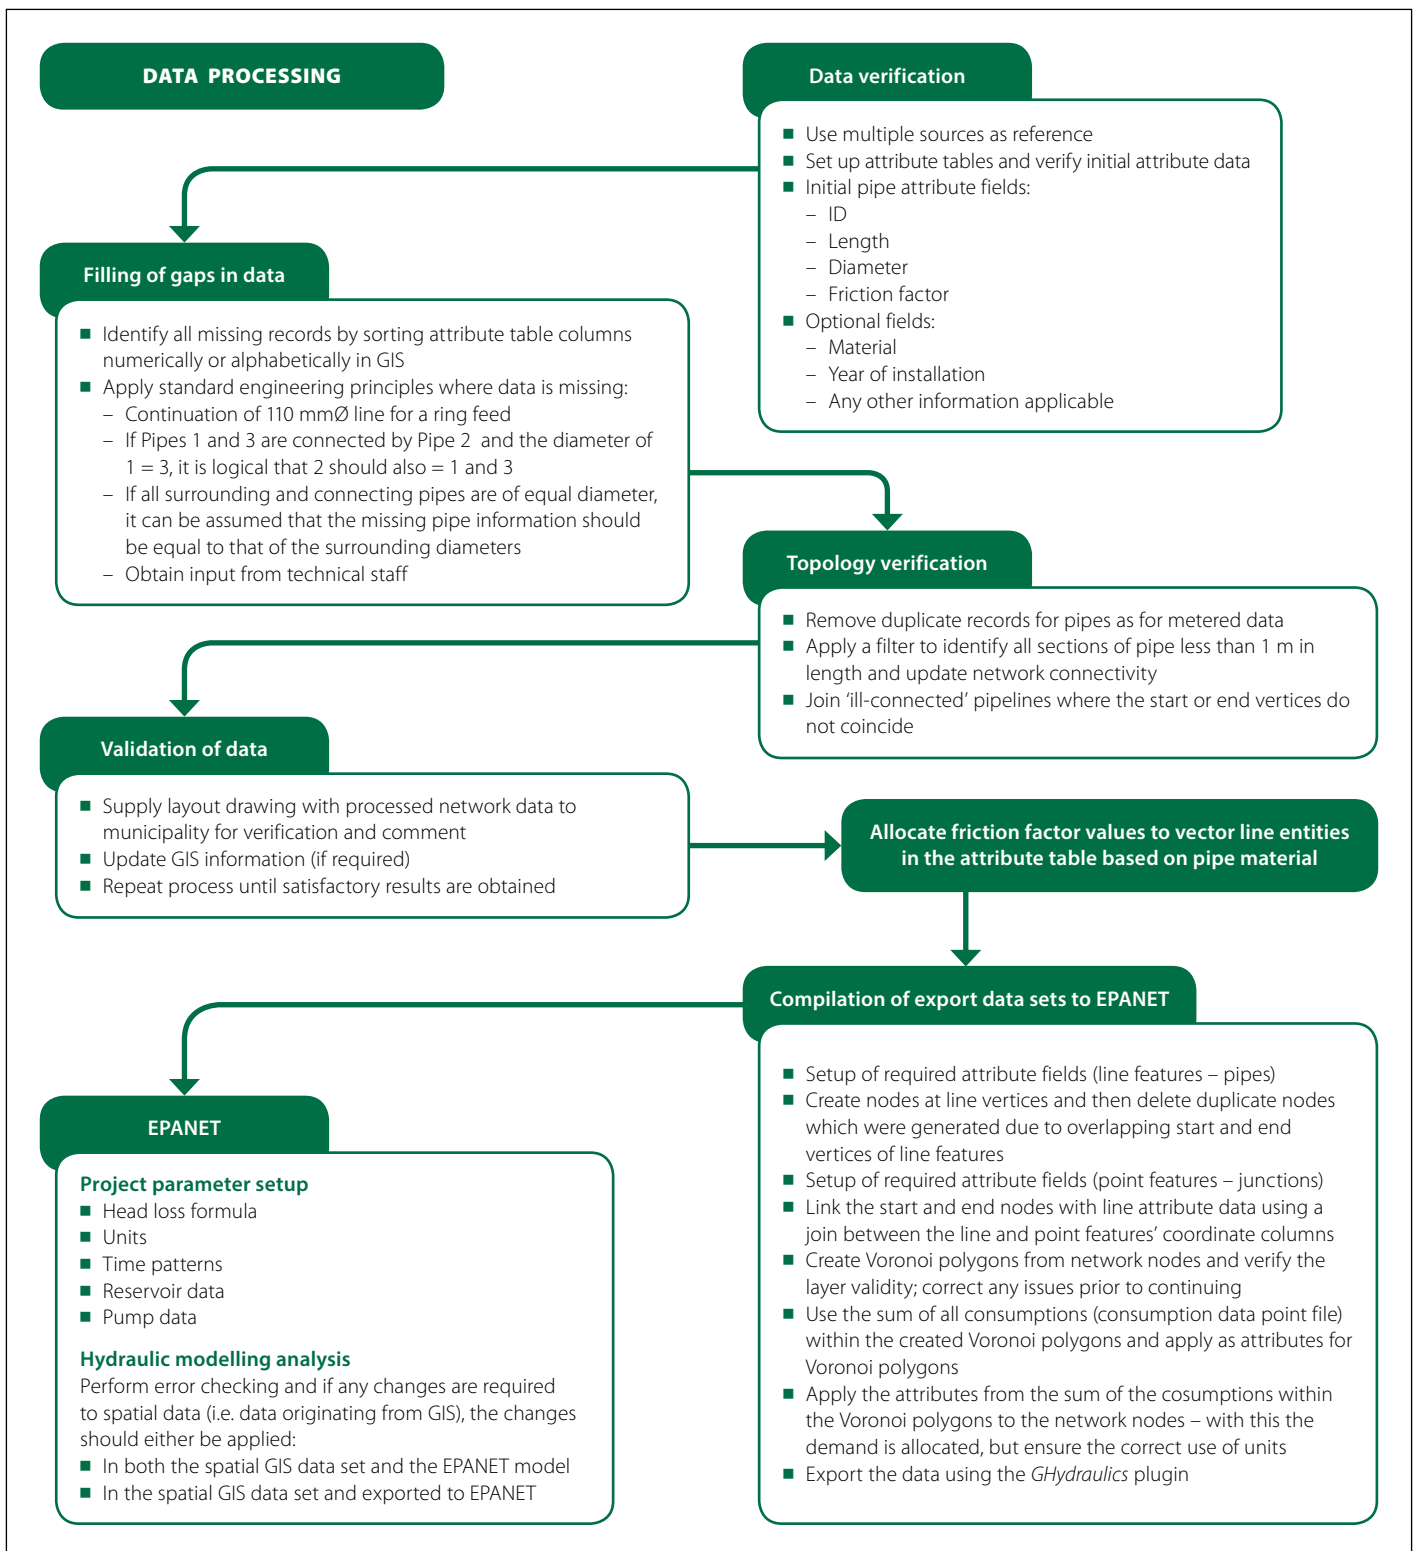 DATA PROCESSING
Data verification
■ Use multiple sources as reference
■ Set up attribute tables and verify initial attribute data
■ Initial pipe attribute fields:
– ID
– Length
– Diameter
– Friction factor
■ Optional fields:
– Material
– Year of installation
– Any other information applicable
Filling of gaps in data
■ Identify all missing records by sorting attribute table columns
numerically or alphabetically in GIS
■ Apply standard engineering principles where data is missing:
– Continuation of 110 mmØ line for a ring feed
– If Pipes 1 and 3 are connected by Pipe 2 and the diameter of
1 = 3, it is logical that 2 should also = 1 and 3
– If all surrounding and connecting pipes are of equal diameter,
it can be assumed that the missing pipe information should
be equal to that of the surrounding diameters
– Obtain input from technical staff
Topology verification
■ Remove duplicate records for pipes as for metered data
■ Apply a filter to identify all sections of pipe less than 1 m in
length and update network connectivity
■ Join ‘ill-connected’ pipelines where the start or end vertices do
not coincide
Validation of data
■ Supply layout drawing with processed network data to
municipality for verification and comment
■ Update GIS information (if required)
■ Repeat process until satisfactory results are obtained
Allocate friction factor values to vector line entities
in the attribute table based on pipe material
Compilation of export data sets to EPANET
■ Setup of required attribute fields (line features – pipes)
■ Create nodes at line vertices and then delete duplicate nodes
which were generated due to overlapping start and end
vertices of line features
■ Setup of required attribute fields (point features – junctions)
■ Link the start and end nodes with line attribute data using a
join between the line and point features’ coordinate columns
■ Create Voronoi polygons from network nodes and verify the
layer validity; correct any issues prior to continuing
■ Use the sum of all consumptions (consumption data point file)
within the created Voronoi polygons and apply as attributes for
Voronoi polygons
■ Apply the attributes from the sum of the cosumptions within
the Voronoi polygons to the network nodes – with this the
demand is allocated, but ensure the correct use of units
■ Export the data using the GHydraulics plugin
EPANET
Project parameter setup
■ Head loss formula
■ Units
■ Time patterns
■ Reservoir data
■ Pump data
Hydraulic modelling analysis
Perform error checking and if any changes are required
to spatial data (i.e. data originating from GIS), the changes
should either be applied:
■ In both the spatial GIS data set and the EPANET model
■ In the spatial GIS data set and exported to EPANET